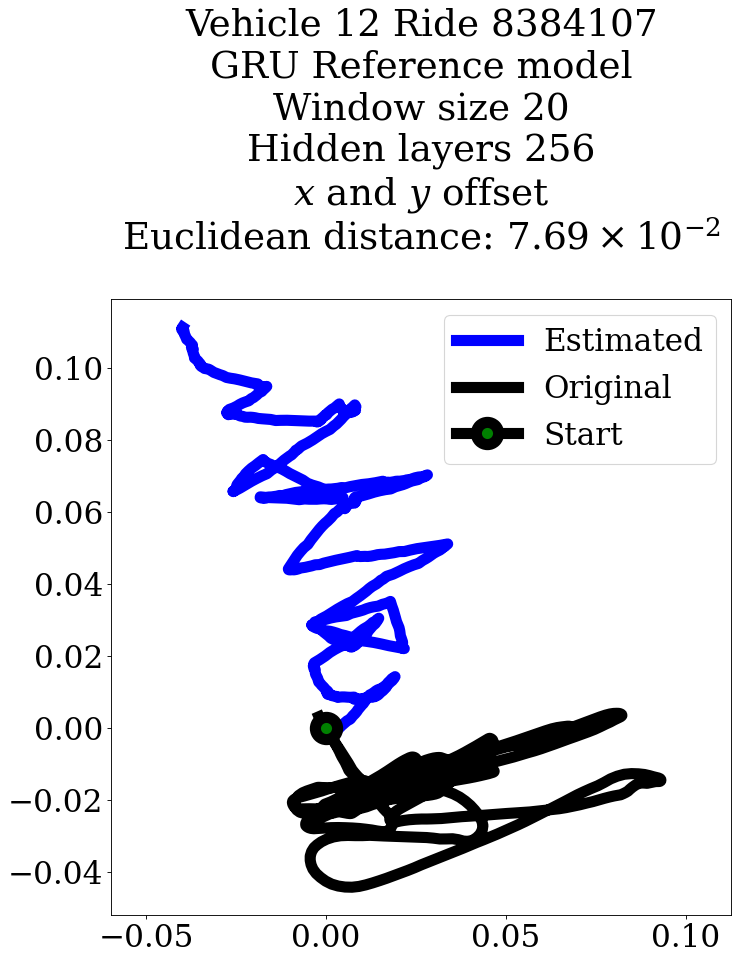 Vehicle 12 Ride 8384107
GRU Reference model
Window size 20
Hidden layers 256
x and y offset
Euclidean distance: 7.69 × 10⁻²
Estimated
Original
Start
0.10
0.08
0.06
0.04
0.02
0.00
−0.02
−0.04
−0.05
0.00
0.05
0.10